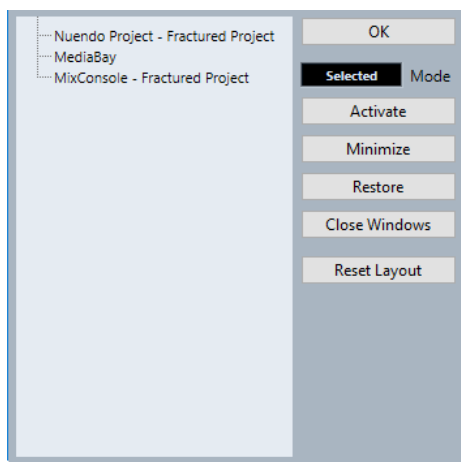 Nuendo Project - Fractured Project
MediaBay
MixConsole - Fractured Project
OK
Selected Mode
Activate
Minimize
Restore
Close Windows
Reset Layout